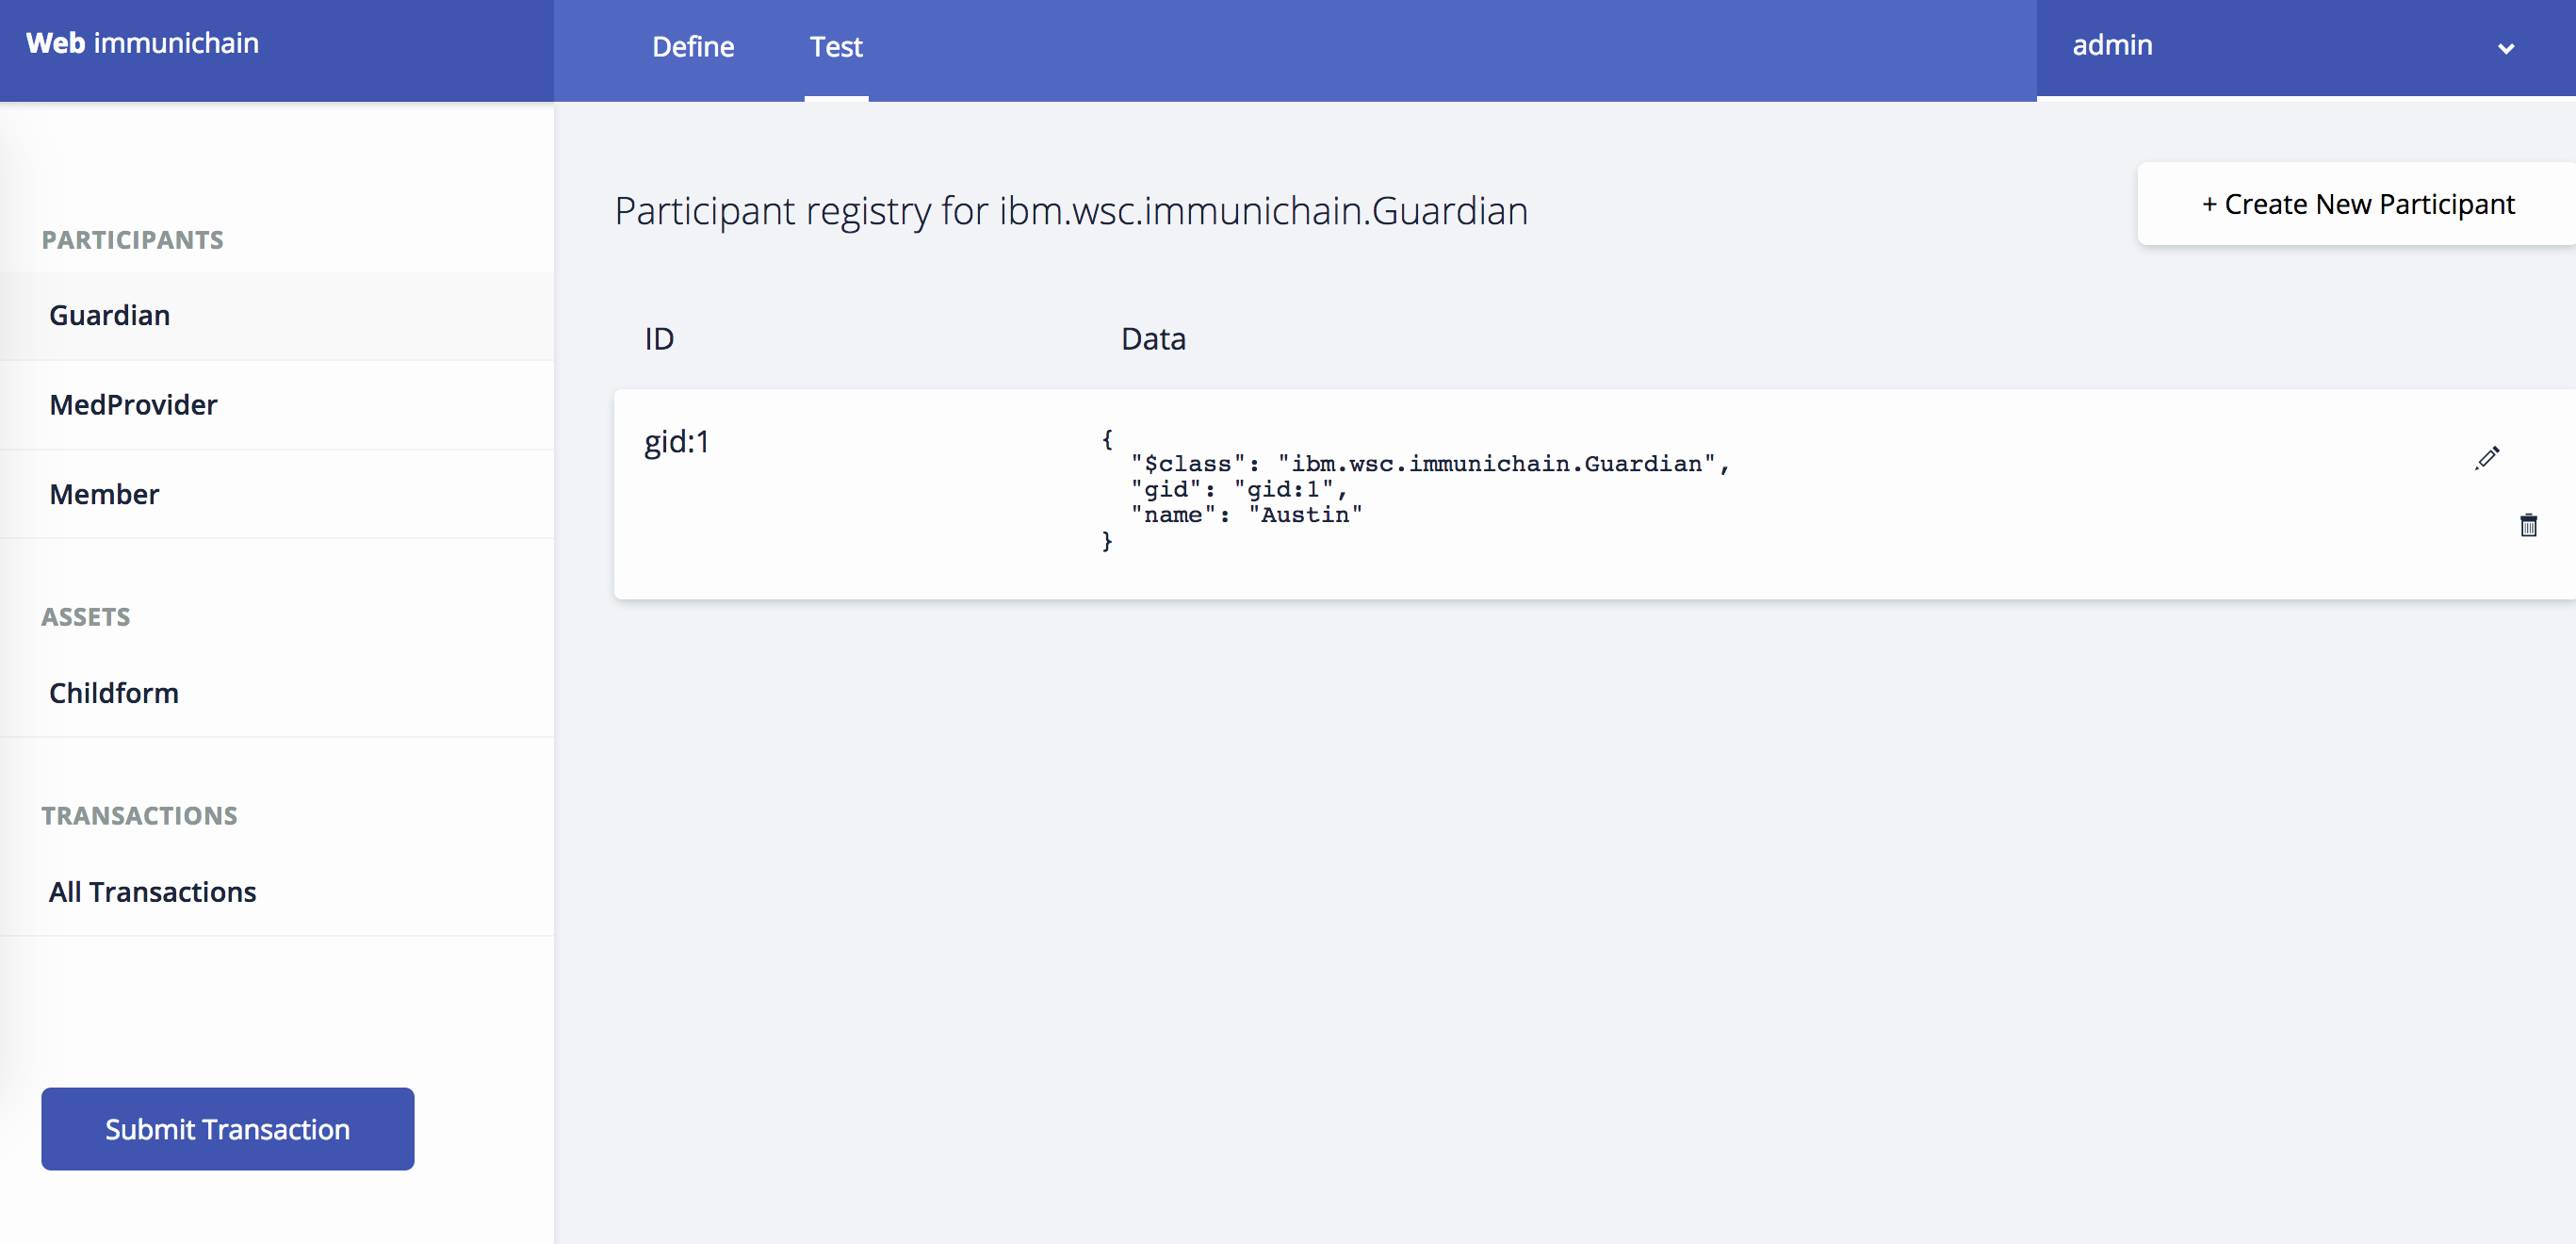 Web immunichain
Define
Test
admin
PARTICIPANTS
Guardian
MedProvider
Member
ASSETS
Childform
TRANSACTIONS
All Transactions
Submit Transaction
Participant registry for ibm.wsc.immunichain.Guardian
+ Create New Participant
ID
Data
gid:1
{
"$class": "ibm.wsc.immunichain.Guardian",
"gid": "gid:1",
"name": "Austin"
}